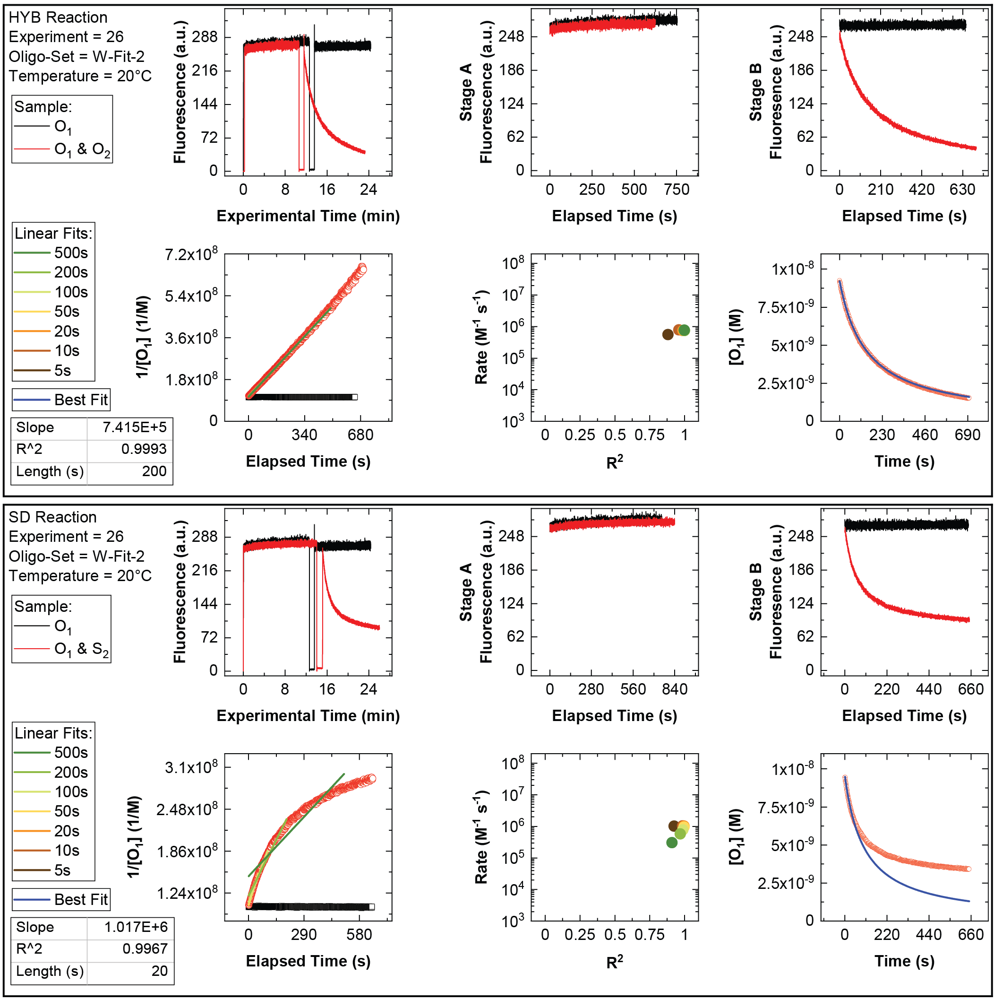 HYB Reaction
Experiment = 26
Oligo-Set = W-Fit-2
Temperature = 20°C
Sample:
O1
O1 & O2
Fluorescence (a.u.)
288
216
144
72
0
0 8 16 24
Experimental Time (min)
Stage A
Fluorescence (a.u.)
248
186
124
62
0
0 250 500 750
Elapsed Time (s)
Stage B
Fluoresence (a.u.)
248
186
124
62
0
0 210 420 630
Elapsed Time (s)
Linear Fits:
500s
200s
100s
50s
20s
10s
5s
Best Fit
Slope 7.415E+5
R^2 0.9993
Length (s) 200
1/[O1] (1/M)
7.2x10^8
5.4x10^8
3.6x10^8
1.8x10^8
0
0 340 680
Elapsed Time (s)
Rate (M^-1 s^-1)
10^8
10^7
10^6
10^5
10^4
10^3
0 0.25 0.5 0.75 1
R^2
[O1] (M)
1x10^-8
7.5x10^-9
5x10^-9
2.5x10^-9
0
0 230 460 690
Time (s)
SD Reaction
Experiment = 26
Oligo-Set = W-Fit-2
Temperature = 20°C
Sample:
O1
O1 & S2
Fluorescence (a.u.)
288
216
144
72
0
0 8 16 24
Experimental Time (min)
Stage A
Fluorescence (a.u.)
248
186
124
62
0
0 280 560 840
Elapsed Time (s)
Stage B
Fluoresence (a.u.)
248
186
124
62
0
0 220 440 660
Elapsed Time (s)
Linear Fits:
500s
200s
100s
50s
20s
10s
5s
Best Fit
Slope 1.017E+6
R^2 0.9967
Length (s) 20
1/[O1] (1/M)
3.1x10^8
2.48x10^8
1.86x10^8
1.24x10^8
0 290 580
Elapsed Time (s)
Rate (M^-1 s^-1)
10^8
10^7
10^6
10^5
10^4
10^3
0 0.25 0.5 0.75 1
R^2
[O1] (M)
1x10^-8
7.5x10^-9
5x10^-9
2.5x10^-9
0
0 220 440 660
Time (s)